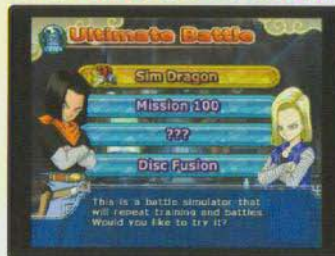 Ultimate Battle
Sim Dragon
Mission 100
???
Disc Fusion
This is a battle simulator that
will repeat training and battles.
Would you like to try it?